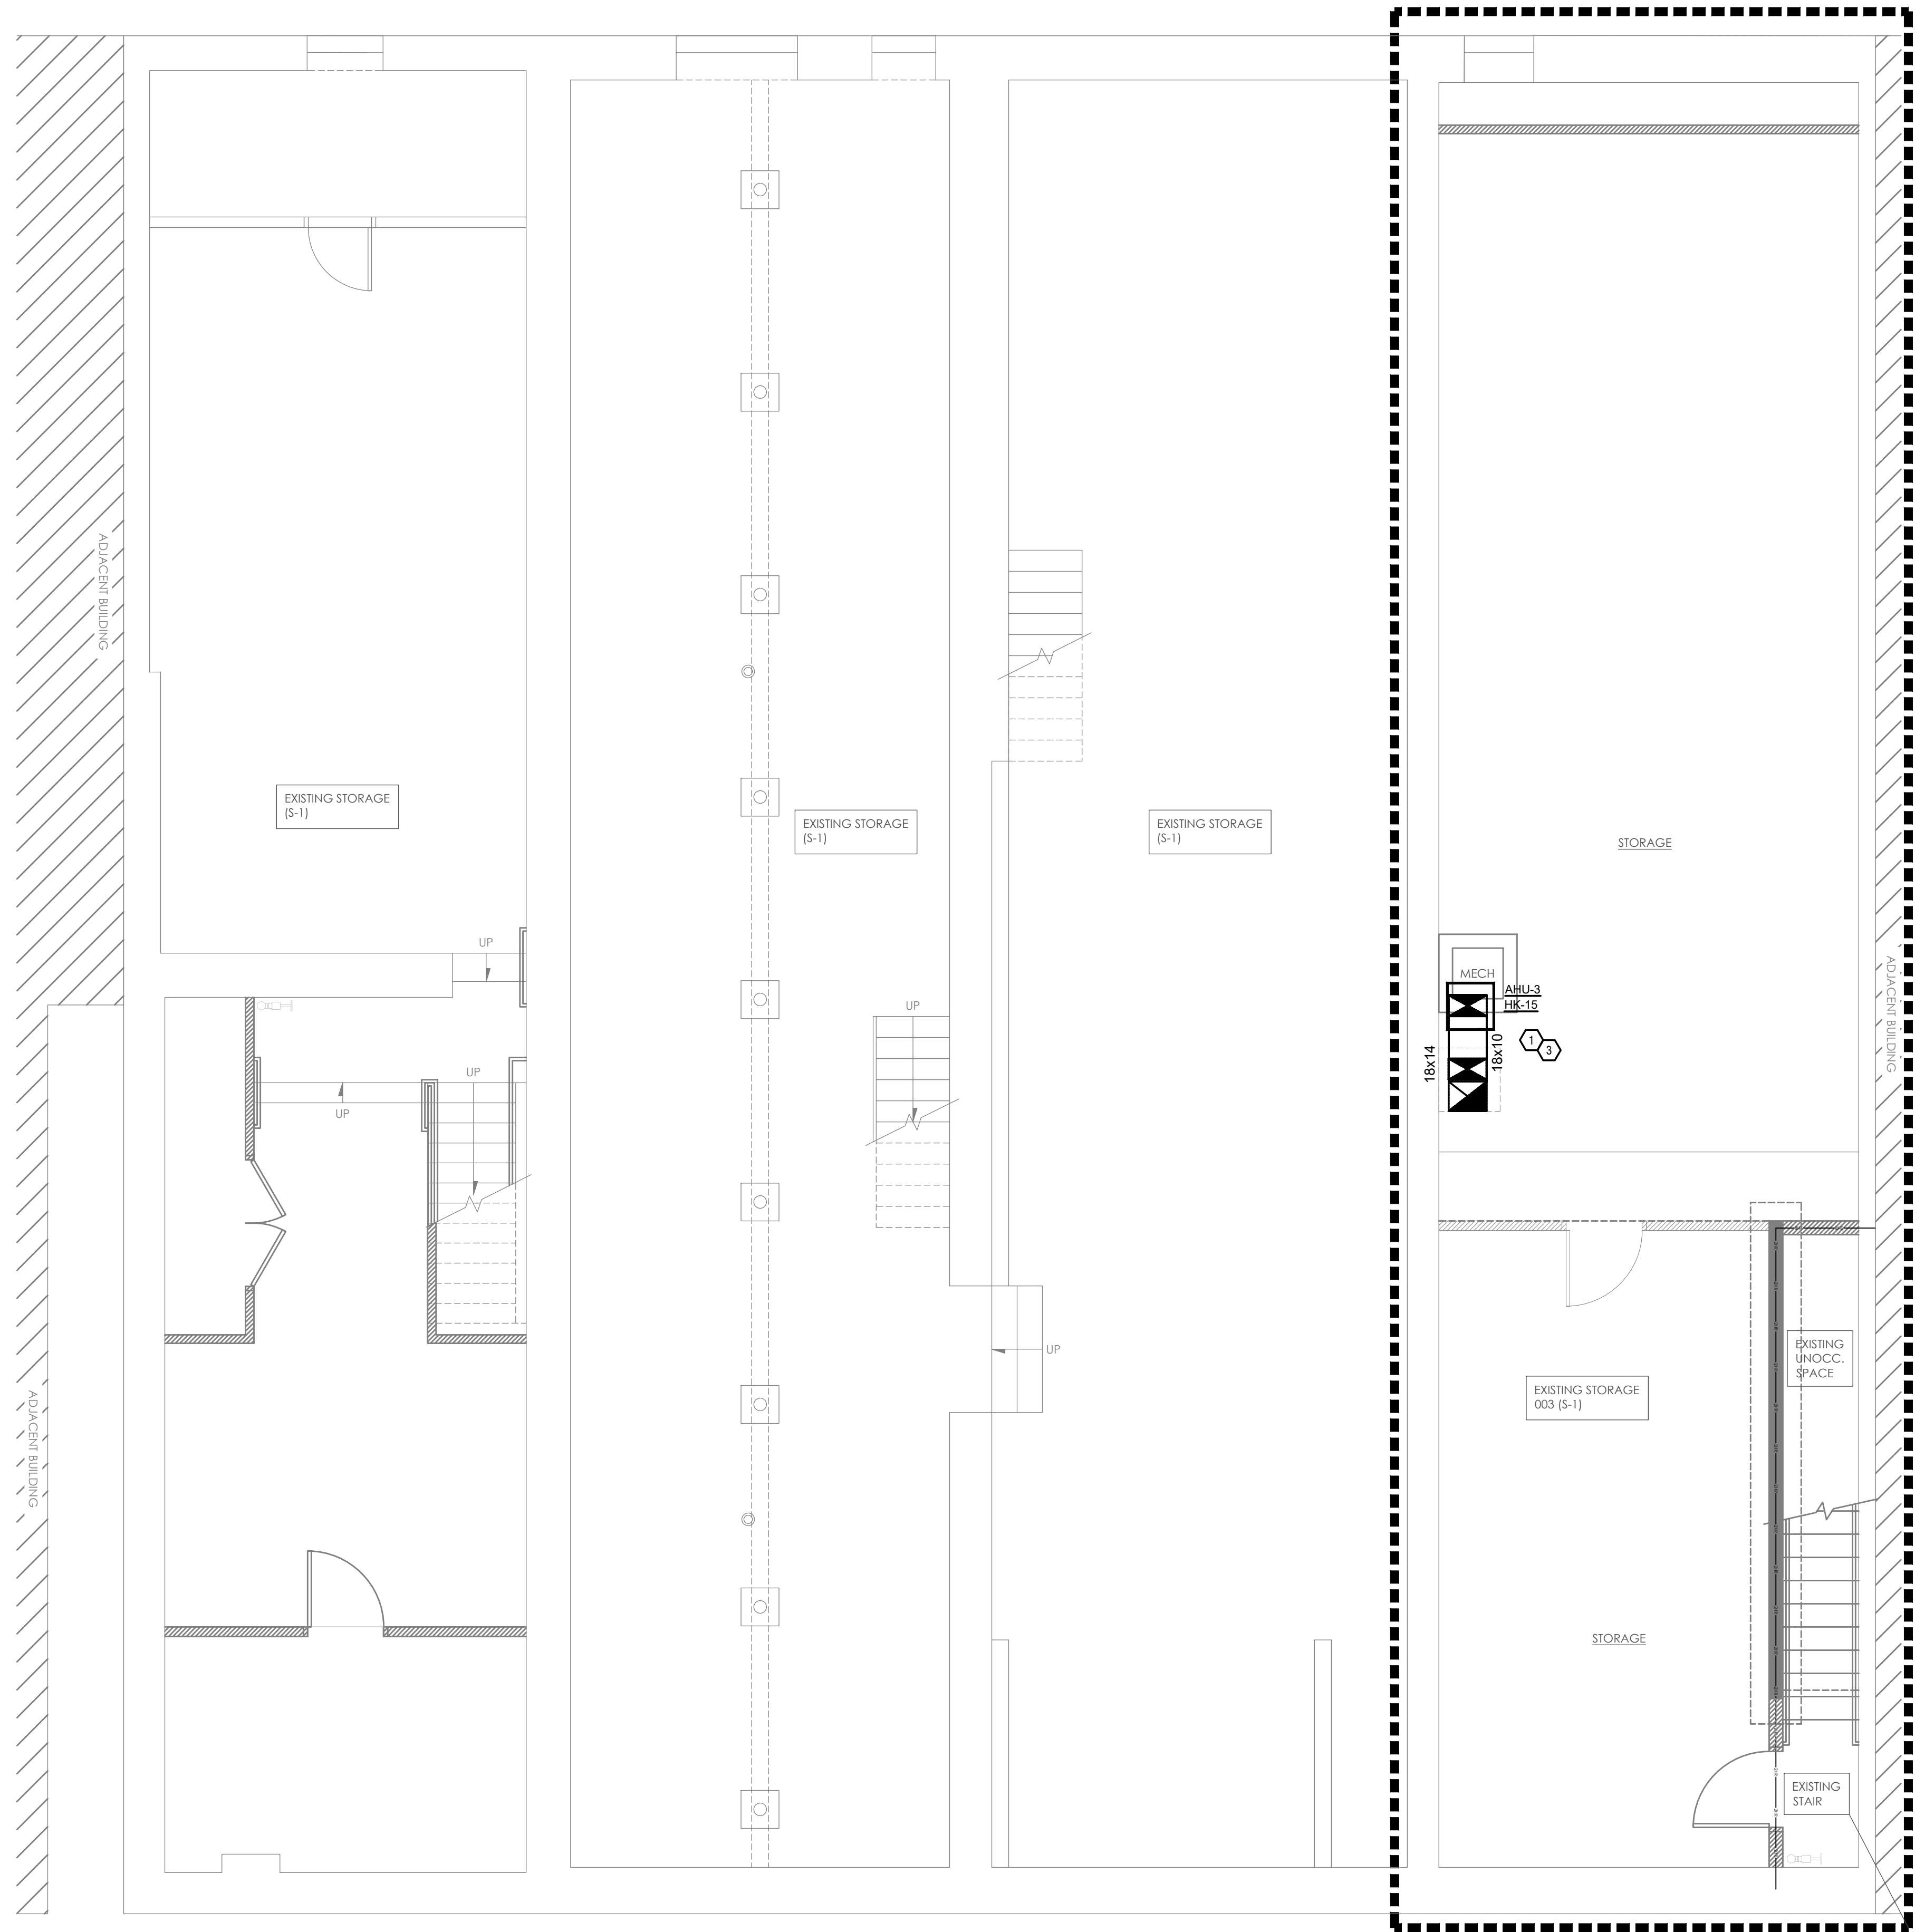 ADJACENT BUILDING
EXISTING STORAGE
(S-1)
EXISTING STORAGE
(S-1)
EXISTING STORAGE
(S-1)
STORAGE
ADJACENT BUILDING
UP
MECH
AHU-3
HK-15
18x14
18x10
1
3
UP
UP
UP
UP
EXISTING
UNOCC.
SPACE
EXISTING STORAGE
003 (S-1)
ADJACENT BUILDING
STORAGE
EXISTING
STAIR